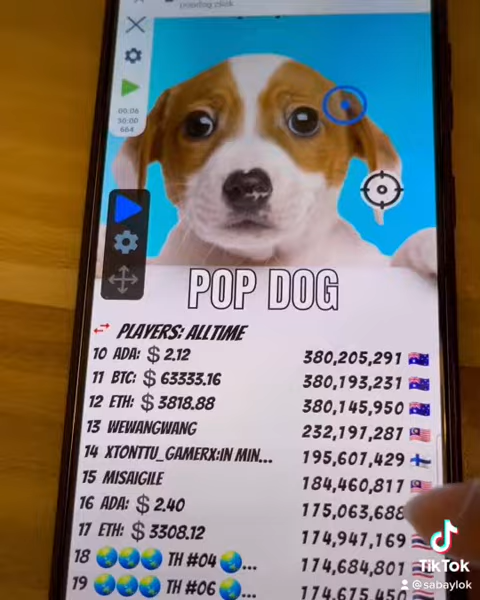 click
00:06
30:00
664
POP DOG
PLAYERS: ALLTIME
10 ADA: $ 2.12 380,205,291
11 BTC: $ 63333.16 380,193,231
12 ETH: $ 3818.88 380,145,950
13 WEWANGWANG 232,197,287
14 XTONTTU_GAMERX:IN MIN... 195,607,429
15 MISAIGILE 184,460,817
16 ADA: $ 2.40 175,063,688
17 ETH: $ 3308.12 174,947,169
18 TH #04 ... 174,684,801
19 TH #06 ... 174,675,450
TikTok
@sabaylok